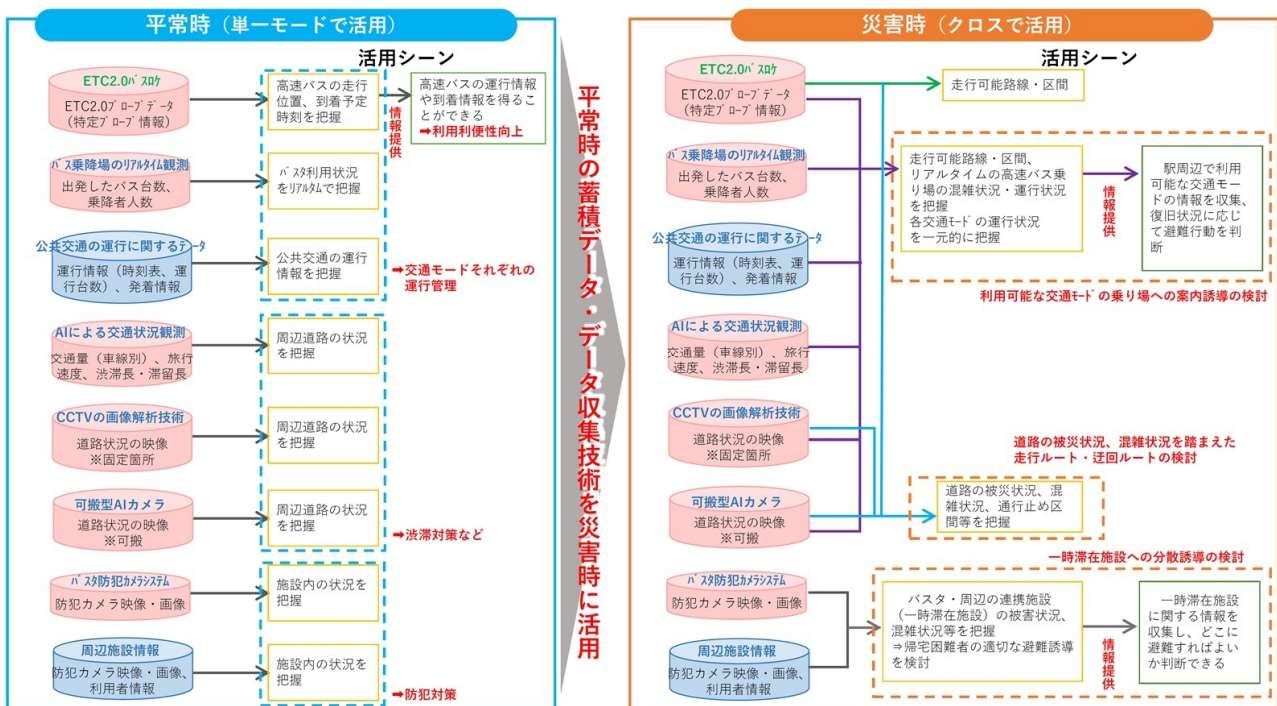 平常時（単一モードで活用）
活用シーン
ETC2.0ﾊﾞｽﾛｹ
ETC2.0ﾌﾟﾛｰﾌﾞﾃﾞｰﾀ
（特定ﾌﾟﾛｰﾌﾞ情報）
高速バスの走行
位置、到着予定
時刻を把握
情報提供
高速バスの運行情報
や到着情報を得るこ
とができる
➡利用利便性向上
ﾊﾞｽ乗降場のﾘｱﾙﾀｲﾑ観測
出発したバス台数、
乗降者人数
ﾊﾞｽﾀ利用状況
をﾘｱﾙﾀﾑで把握
公共交通の運行に関するﾃﾞｰﾀ
運行情報（時刻表、運
行台数）、発着情報
公共交通の運行
情報を把握
➡交通モードそれぞれの
運行管理
AIによる交通状況観測
交通量（車線別）、旅行
速度、渋滞長・滞留長
周辺道路の状況
を把握
CCTVの画像解析技術
道路状況の映像
※固定箇所
周辺道路の状況
を把握
可搬型AIカメラ
道路状況の映像
※可搬
周辺道路の状況
を把握
➡渋滞対策など
ﾊﾞｽﾀ防犯ｶﾒﾗｼｽﾃﾑ
防犯カメラ映像・画像
施設内の状況を
把握
周辺施設情報
防犯カメラ映像・画像、
利用者情報
施設内の状況を
把握
➡防犯対策
平常時の蓄積データ・データ収集技術を災害時に活用
災害時（クロスで活用）
活用シーン
ETC2.0ﾊﾞｽﾛｹ
ETC2.0ﾌﾟﾛｰﾌﾞﾃﾞｰﾀ
（特定ﾌﾟﾛｰﾌﾞ情報）
走行可能路線・区間
ﾊﾞｽ乗降場のﾘｱﾙﾀｲﾑ観測
出発したバス台数、
乗降者人数
走行可能路線・区間、
リアルタイムの高速バス乗
り場の混雑状況・運行状況
を把握
各交通ﾓｰﾄﾞの運行状況
を一元的に把握
情報提供
駅周辺で利用
可能な交通モー
ドの情報を収集、
復旧状況に応じ
て避難行動を判
断
利用可能な交通ﾓｰﾄﾞの乗り場への案内誘導の検討
公共交通の運行に関するﾃﾞｰﾀ
運行情報（時刻表、運
行台数）、発着情報
AIによる交通状況観測
交通量（車線別）、旅行
速度、渋滞長・滞留長
CCTVの画像解析技術
道路状況の映像
※固定箇所
道路の被災状況、混雑状況を踏まえた
走行ルート・迂回ルートの検討
可搬型AIカメラ
道路状況の映像
※可搬
道路の被災状況、混
雑状況、通行止め区
間等を把握
一時滞在施設への分散誘導の検討
ﾊﾞｽﾀ防犯ｶﾒﾗｼｽﾃﾑ
防犯カメラ映像・画像
周辺施設情報
防犯カメラ映像・画像、
利用者情報
バスタ・周辺の連携施設
（一時滞在施設）の被害状況、
混雑状況等を把握
⇒帰宅困難者の適切な避難誘導
を検討
情報提供
一時滞在施設
に関する情報を
収集し、どこに
避難すればよ
いか判断できる